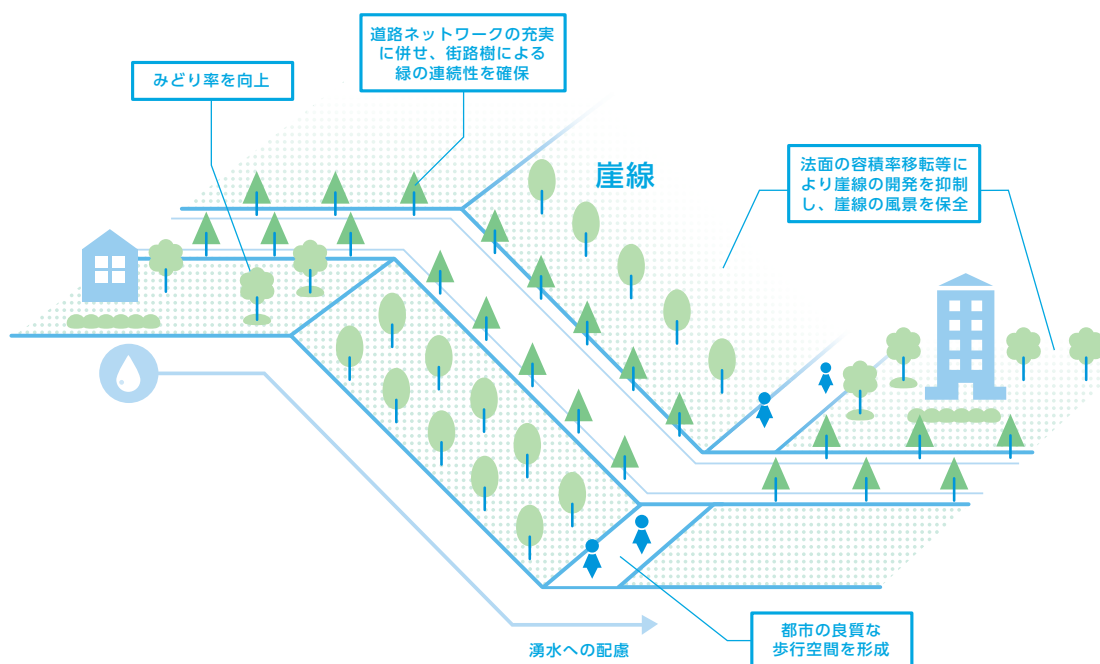 道路ネットワークの充実
に併せ、街路樹による
緑の連続性を確保
みどり率を向上
崖線
法面の容積率移転等に
より崖線の開発を抑制
し、崖線の風景を保全
湧水への配慮
都市の良質な
歩行空間を形成